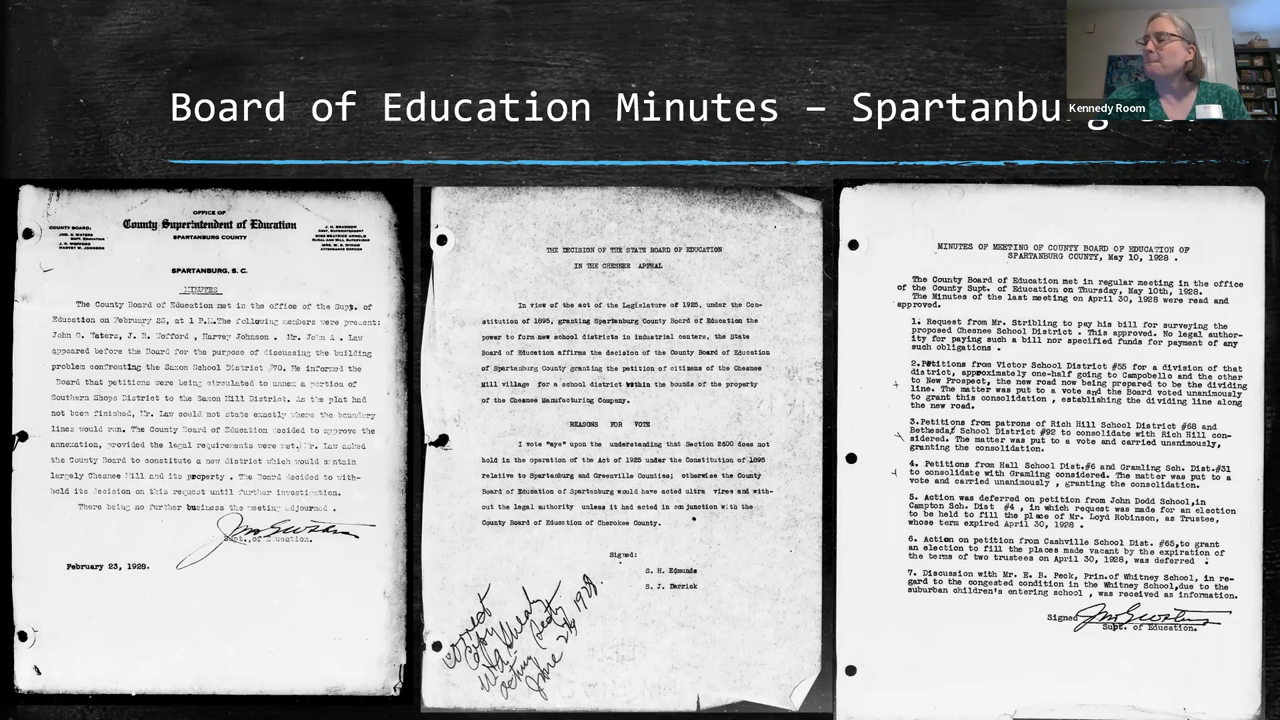 Board of Education Minutes – Spartanburg
Kennedy Room
OFFICE OF
County Superintendent of Education
SPARTANBURG COUNTY
COUNTY BOARD:
JNO. C. WATERS
SUPT. EDUCATION
J. R. WOFFORD
HARVEY W. JOHNSON
J. H. BRANNON
ASST. SUPERINTENDENT
MISS BEATRICE ARNOLD
RURAL AND MILL SUPERVISOR
MRS. W. B. WINGO
ATTENDANCE OFFICER
SPARTANBURG, S. C.
MINUTES
The County Board of Education met in the office of the Supt. of
Education on February 23, at 1 P.M. The following members were present:
John C. Waters, J. R. Wofford , Harvey Johnson . Mr. John A . Law
appeared before the Board for the purpose of discussing the building
problem confronting the Saxon School District #70. He informed the
Board that petitions were being circulated to annex a portion of
Southern Shops District to the Saxon Mill District. As the plat had
not been finished, Mr. Law could not state exactly where the boundary
lines would run. The County Board of Education decided to approve the
annexation, provided the legal requirements were met. Mr. Law asked
the County Board to constitute a new district which would contain
largely Chesnee Mill and its property . The Board decided to with-
hold its decision on this request until further investigation.
There being no further business the meeting adjourned .
Supt. of Education.
February 23, 1928.
THE DECISION OF THE STATE BOARD OF EDUCATION
IN THE CHESNEE APPEAL
In view of the act of the Legislature of 1925, under the Con-
stitution of 1895, granting Spartanburg County Board of Education the
power to form new school districts in industrial centers, the State
Board of Education affirms the decision of the County Board of Education
of Spartanburg County granting the petition of citizens of the Chesnee
Mill village for a school district within the bounds of the property
of the Chesnee Manufacturing Company.
REASONS FOR VOTE
I vote "aye" upon the understanding that Section 2600 does not
hold in the operation of the Act of 1925 under the Constitution of 1895
relative to Spartanburg and Greenville Counties; otherwise the County
Board of Education of Spartanburg would have acted ultra vires and with-
out the legal authority unless it had acted in conjunction with the
County Board of Education of Cherokee County.
Signed:
S. H. Edmunds
S. J. Derrick
Copy
June 1928
MINUTES OF MEETING OF COUNTY BOARD OF EDUCATION OF
SPARTANBURG COUNTY, May 10, 1928 .
The County Board of Education met in regular meeting in the office
of the County Supt. of Education on Thursday, May 10th, 1928.
The Minutes of the last meeting on April 30, 1928 were read and
approved.
1. Request from Mr. Stribling to pay his bill for surveying the
proposed Chesnee School District . This approved. No legal author-
ity for paying such a bill nor specified funds for payment of any
such obligations .
2.Petitions from Victor School District #55 for a division of that
district, approximately one-half going to Campobello and the other
to New Prospect, the new road now being prepared to be the dividing
line. The matter was put to a vote and the Board voted unanimously
to grant this consolidation , establishing the dividing line along
the new road.
3.Petitions from patrons of Rich Hill School District #68 and
Bethesda School District #92 to consolidate with Rich Hill con-
sidered. The matter was put to a vote and carried unanimously,
granting the consolidation.
4. Petitions from Hall School Dist.#6 and Gramling Sch. Dist.#31
to consolidate with Gramling considered. The matter was put to a
vote and carried unanimously , granting the consolidation.
5. Action was deferred on petition from John Dodd School,in
Campton Sch. Dist #4 , in which request was made for an election
to be held to fill the place of Mr. Loyd Robinson, as Trustee,
whose term expired April 30, 1928 .
6. Action on petition from Cashville School Dist. #65,to grant
an election to fill the places made vacant by the expiration of
the terms of two trustees on April 30, 1928, was deferred .
7. Discussion with Mr. E. B. Peck, Prin.of Whitney School, in re-
gard to the congested condition in the Whitney School,due to the
suburban children's entering school , was received as information.
Signed
Supt. of Education.